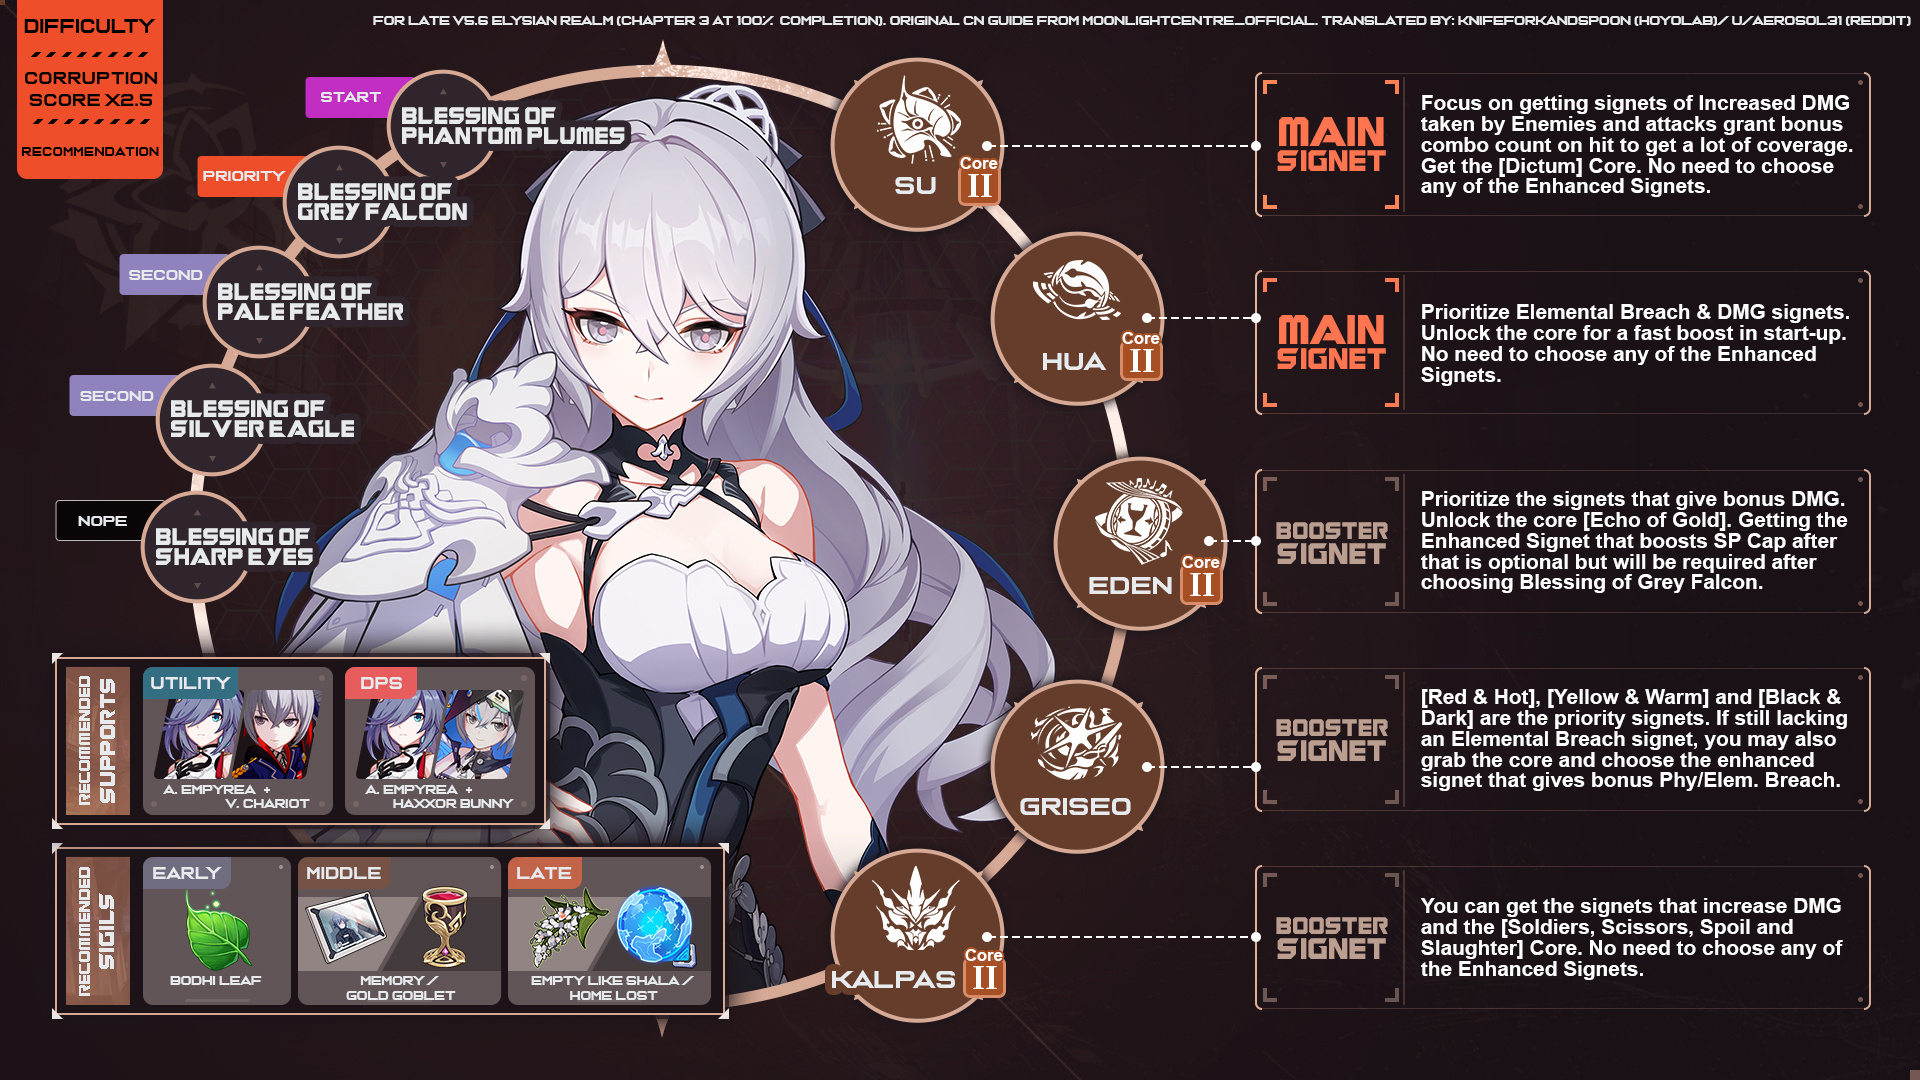 FOR LATE V5.6 ELYSIAN REALM (CHAPTER 3 AT 100% COMPLETION). ORIGINAL CN GUIDE FROM MOONLIGHTCENTRE_OFFICIAL. TRANSLATED BY: KNIFEFORKANDSPOON (HOYOLAB)/ U/AEROSOL31 (REDDIT)
DIFFICULTY
CORRUPTION
SCORE X2.5
RECOMMENDATION
START
BLESSING OF
PHANTOM PLUMES
PRIORITY
BLESSING OF
GREY FALCON
SECOND
BLESSING OF
PALE FEATHER
SECOND
BLESSING OF
SILVER EAGLE
NOPE
BLESSING OF
SHARP EYES
SU
Core
II
MAIN
SIGNET
Focus on getting signets of Increased DMG
taken by Enemies and attacks grant bonus
combo count on hit to get a lot of coverage.
Get the [Dictum] Core. No need to choose
any of the Enhanced Signets.
HUA
Core
II
MAIN
SIGNET
Prioritize Elemental Breach & DMG signets.
Unlock the core for a fast boost in start-up.
No need to choose any of the Enhanced
Signets.
EDEN
Core
II
BOOSTER
SIGNET
Prioritize the signets that give bonus DMG.
Unlock the core [Echo of Gold]. Getting the
Enhanced Signet that boosts SP Cap after
that is optional but will be required after
choosing Blessing of Grey Falcon.
GRISEO
BOOSTER
SIGNET
[Red & Hot], [Yellow & Warm] and [Black &
Dark] are the priority signets. If still lacking
an Elemental Breach signet, you may also
grab the core and choose the enhanced
signet that gives bonus Phy/Elem. Breach.
KALPAS
Core
II
BOOSTER
SIGNET
You can get the signets that increase DMG
and the [Soldiers, Scissors, Spoil and
Slaughter] Core. No need to choose any of
the Enhanced Signets.
RECOMMENDED
SUPPORTS
UTILITY
A. EMPYREA +
V. CHARIOT
DPS
A. EMPYREA +
HAXXOR BUNNY
RECOMMENDED
SIGILS
EARLY
BODHI LEAF
MIDDLE
MEMORY /
GOLD GOBLET
LATE
EMPTY LIKE SHALA /
HOME LOST